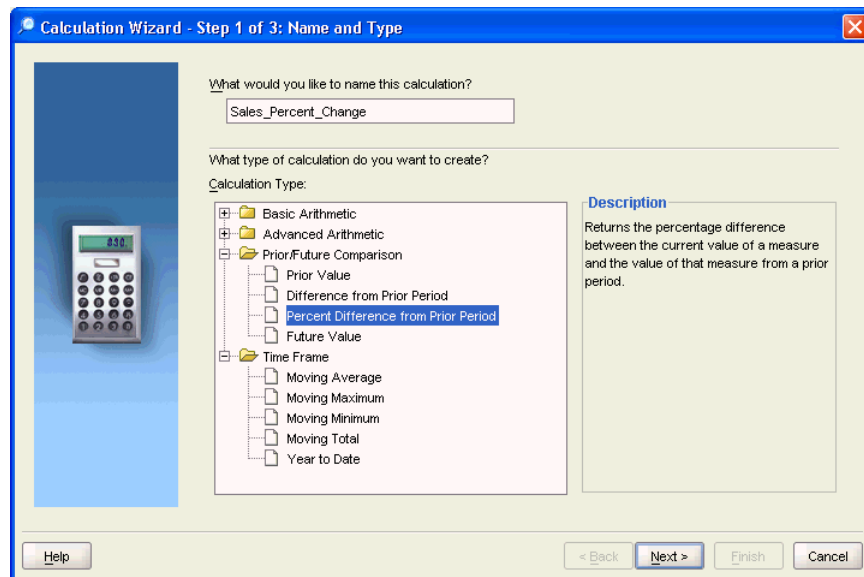 Calculation Wizard - Step 1 of 3: Name and Type
What would you like to name this calculation?
Sales_Percent_Change
What type of calculation do you want to create?
Calculation Type:
Basic Arithmetic
Advanced Arithmetic
Prior/Future Comparison
Prior Value
Difference from Prior Period
Percent Difference from Prior Period
Future Value
Time Frame
Moving Average
Moving Maximum
Moving Minimum
Moving Total
Year to Date
Description
Returns the percentage difference
between the current value of a measure
and the value of that measure from a prior
period.
Help
< Back
Next >
Finish
Cancel